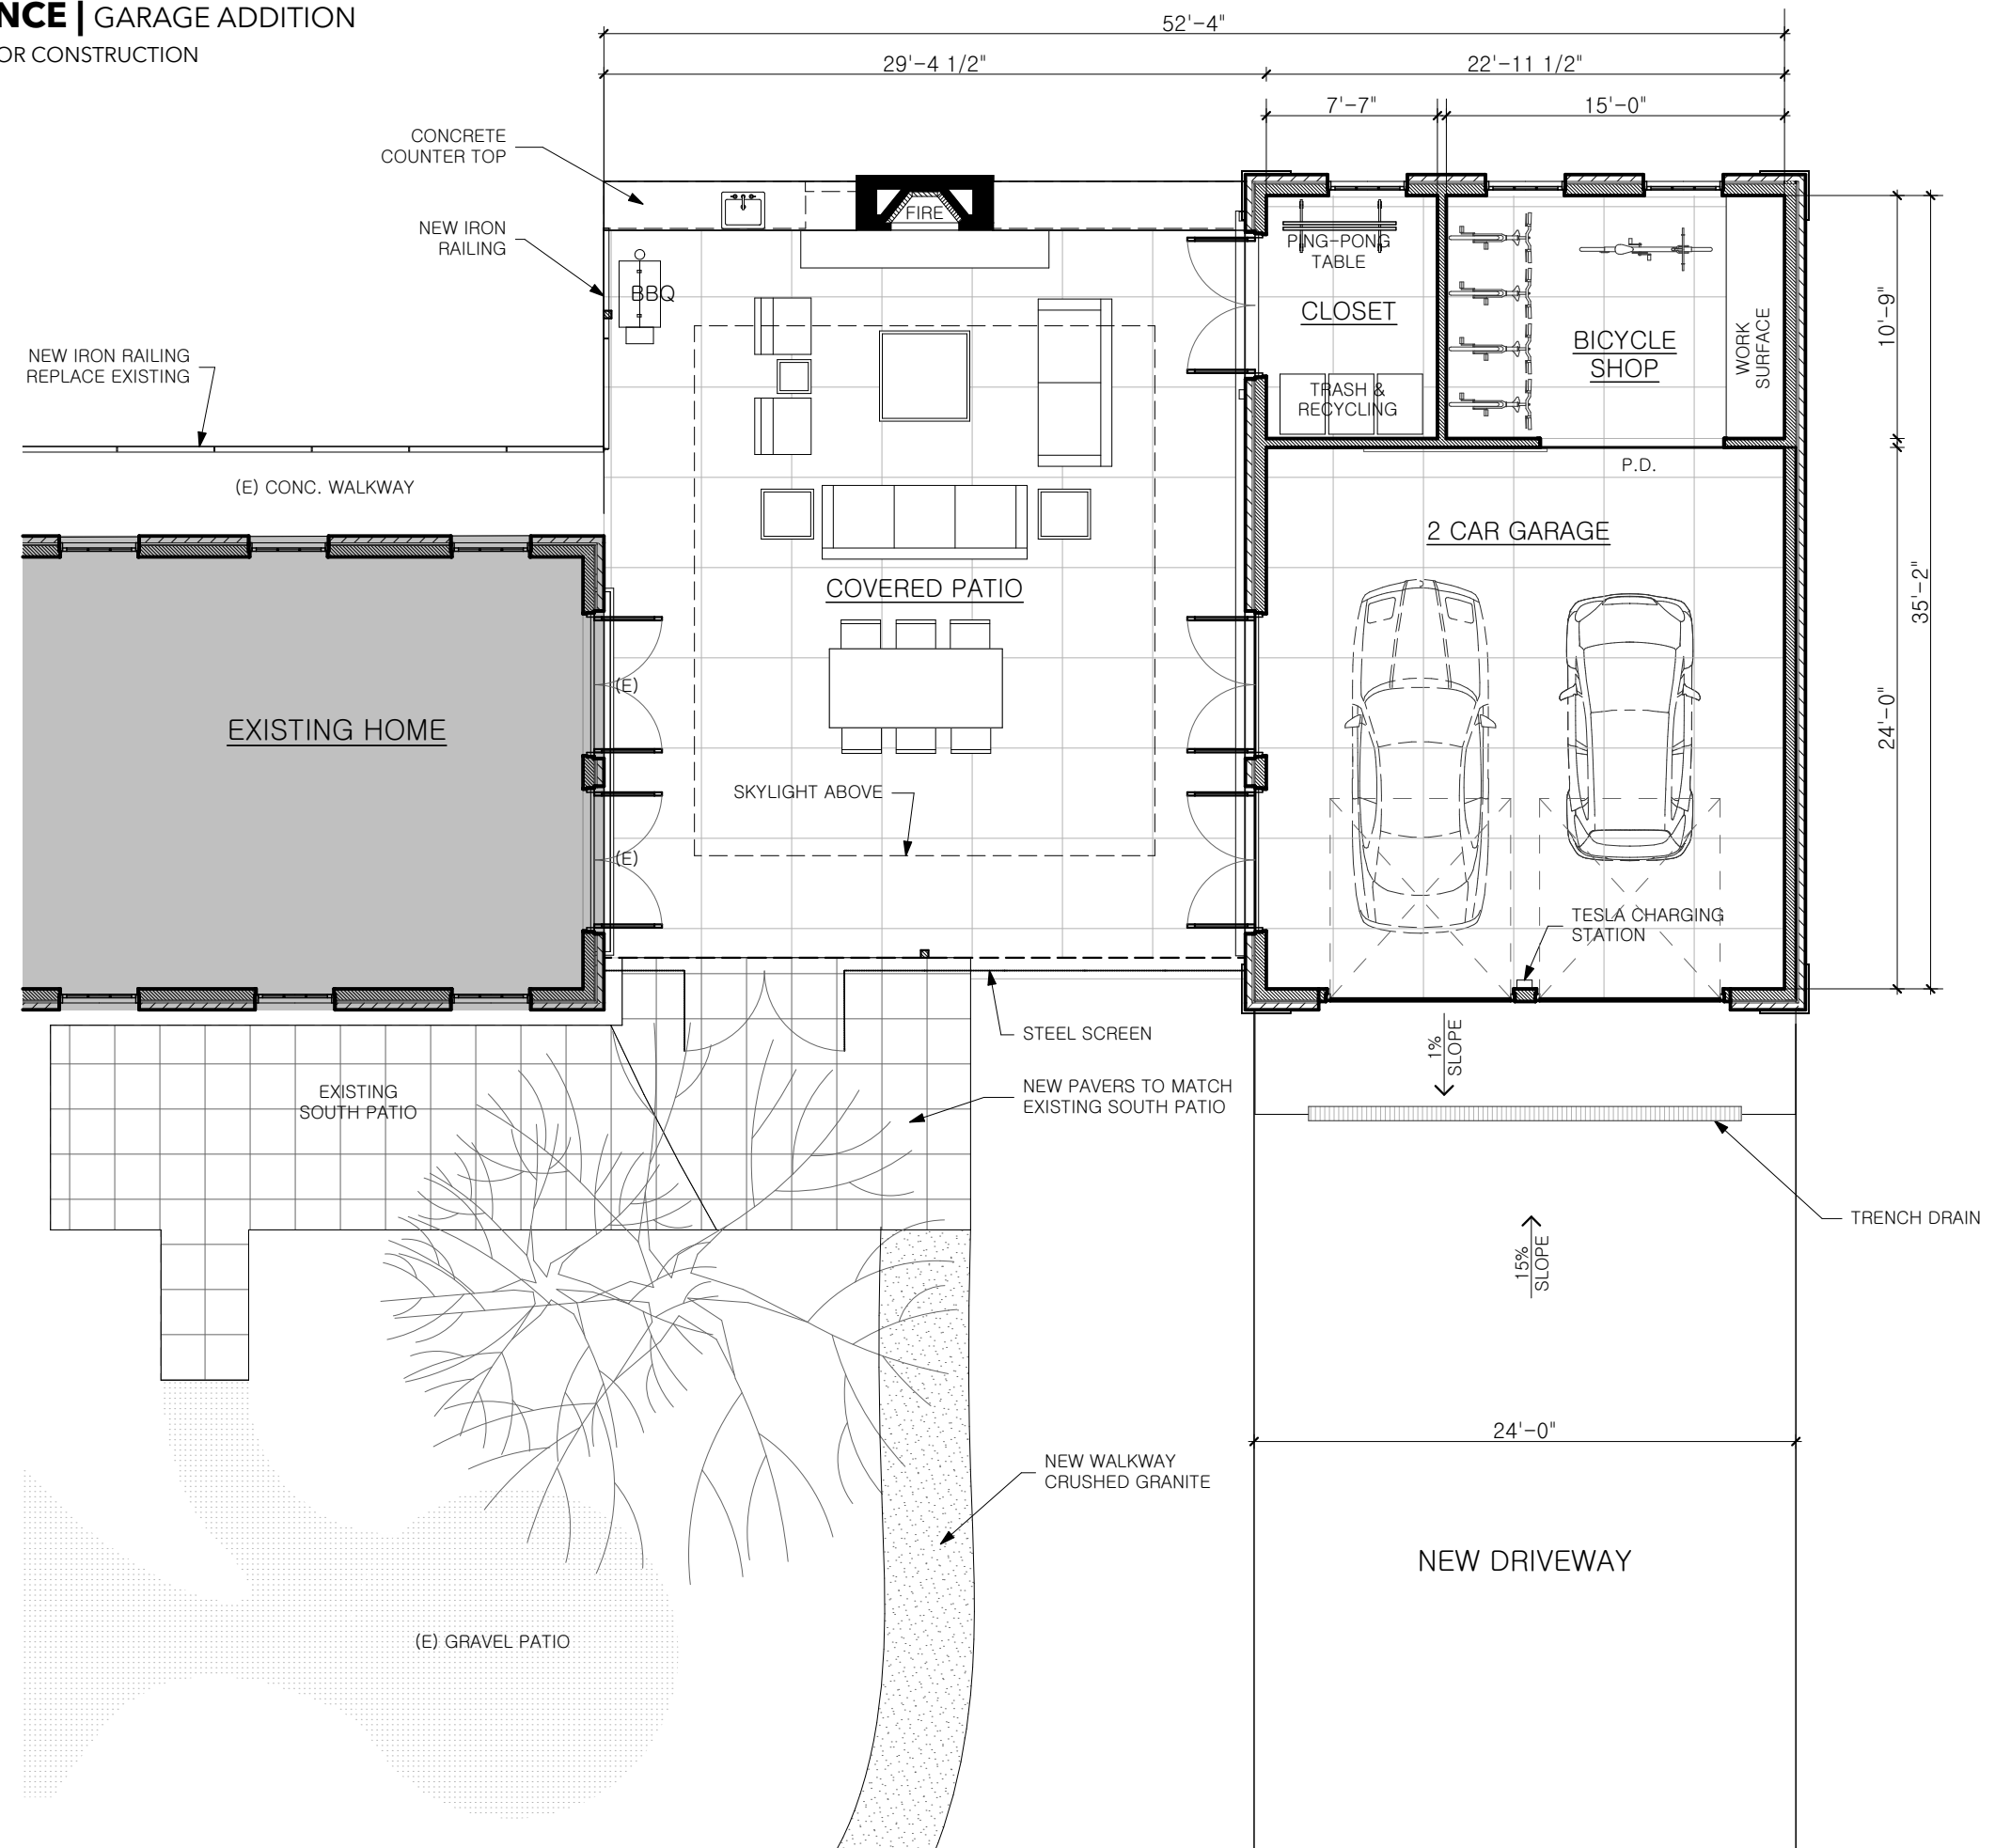 NCE | GARAGE ADDITION
OR CONSTRUCTION
52'-4"
29'-4 1/2"
22'-11 1/2"
7'-7"
15'-0"
CONCRETE
COUNTER TOP
NEW IRON
RAILING
FIRE
BBQ
PING-PONG
TABLE
CLOSET
TRASH &
RECYCLING
BICYCLE
SHOP
WORK
SURFACE
10'-9"
NEW IRON RAILING
REPLACE EXISTING
(E) CONC. WALKWAY
P.D.
2 CAR GARAGE
35'-2"
COVERED PATIO
(E)
EXISTING HOME
24'-0"
SKYLIGHT ABOVE
(E)
TESLA CHARGING
STATION
STEEL SCREEN
1%
SLOPE
EXISTING
SOUTH PATIO
NEW PAVERS TO MATCH
EXISTING SOUTH PATIO
TRENCH DRAIN
15%
SLOPE
24'-0"
NEW WALKWAY
CRUSHED GRANITE
NEW DRIVEWAY
(E) GRAVEL PATIO